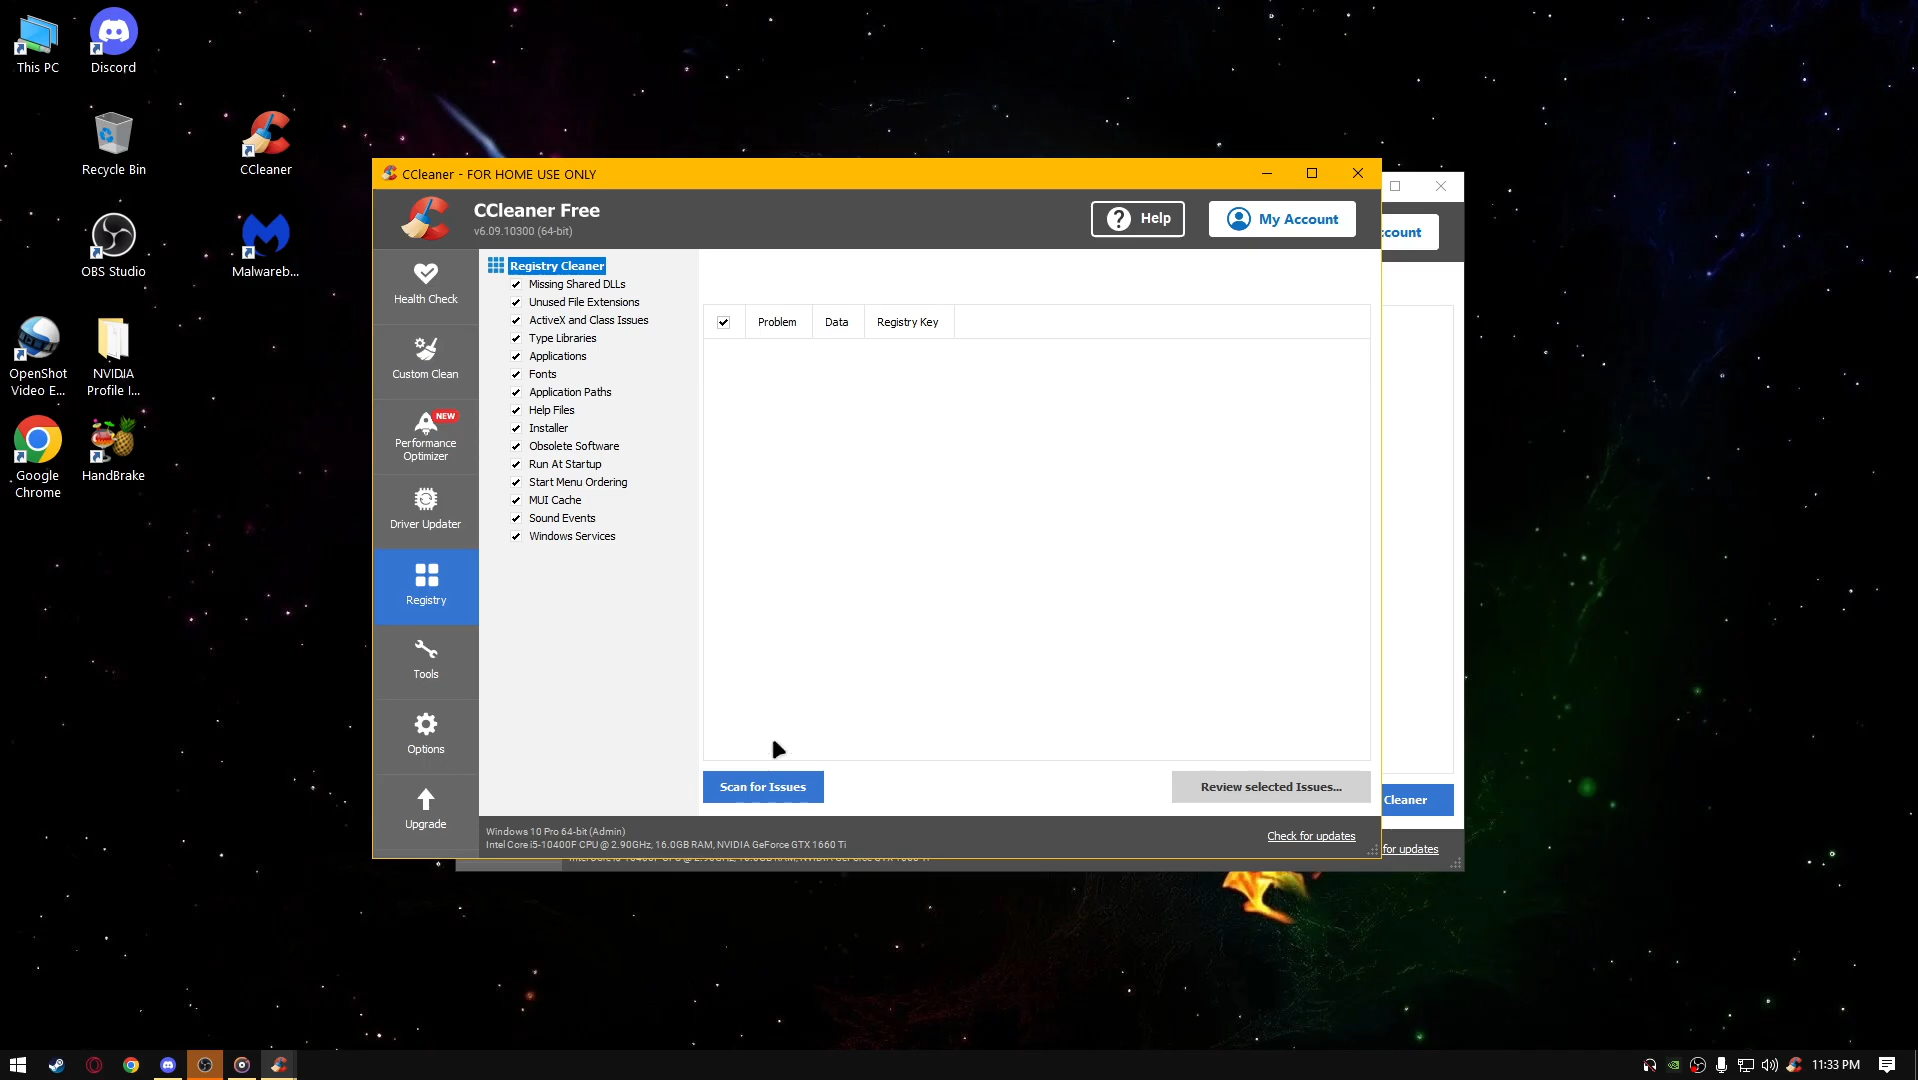 This PC
Discord
Recycle Bin
CCleaner
OBS Studio
Malwareb...
OpenShot
Video E...
NVIDIA
Profile I...
Google
Chrome
HandBrake
CCleaner - FOR HOME USE ONLY
CCleaner Free
v6.09.10300 (64-bit)
? Help
My Account
ccount
Health Check
Custom Clean
NEW
Performance
Optimizer
Driver Updater
Registry
Tools
Options
Upgrade
Registry Cleaner
Missing Shared DLLs
Unused File Extensions
ActiveX and Class Issues
Type Libraries
Applications
Fonts
Application Paths
Help Files
Installer
Obsolete Software
Run At Startup
Start Menu Ordering
MUI Cache
Sound Events
Windows Services
Problem
Data
Registry Key
Scan for Issues
Review selected Issues...
Cleaner
Windows 10 Pro 64-bit (Admin)
Intel Core i5-10400F CPU @ 2.90GHz, 16.0GB RAM, NVIDIA GeForce GTX 1660 Ti
Check for updates
for updates
11:33 PM